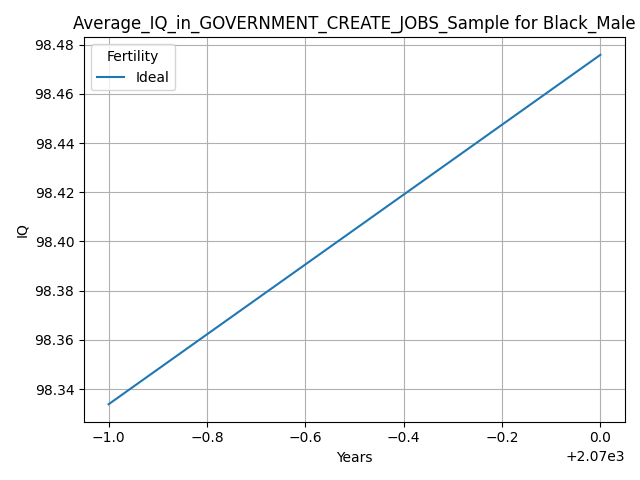 Average_IQ_in_GOVERNMENT_CREATE_JOBS_Sample for Black_Male
Fertility
Ideal
98.48
98.46
98.44
98.42
98.40
98.38
98.36
98.34
IQ
−1.0 −0.8 −0.6 −0.4 −0.2 0.0
Years
+2.07e3